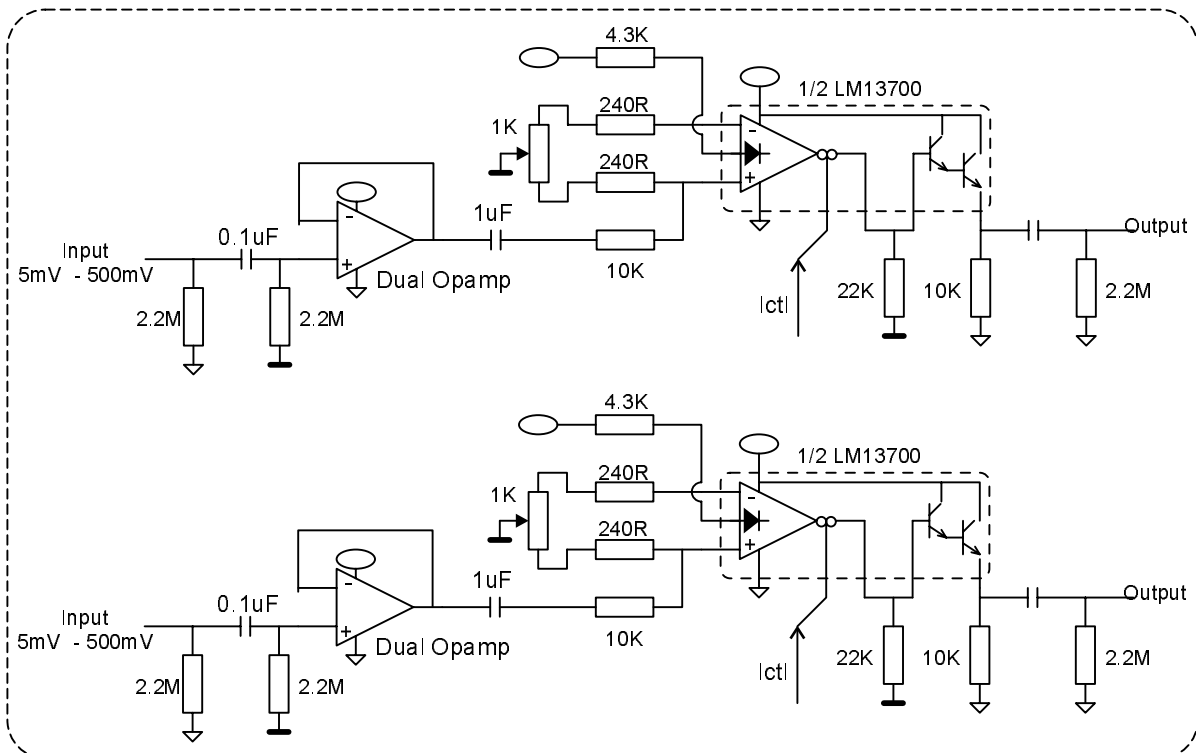 4.3K
1/2 LM13700
240R
1K
-
240R
+
-
1uF
Input
5mV - 500mV
0.1uF
+
Output
10K
Dual Opamp
2.2M
2.2M
Ictl
22K
10K
2.2M
4.3K
1/2 LM13700
240R
1K
-
240R
+
-
1uF
Input
5mV - 500mV
0.1uF
+
Output
10K
Dual Opamp
2.2M
2.2M
Ictl
22K
10K
2.2M